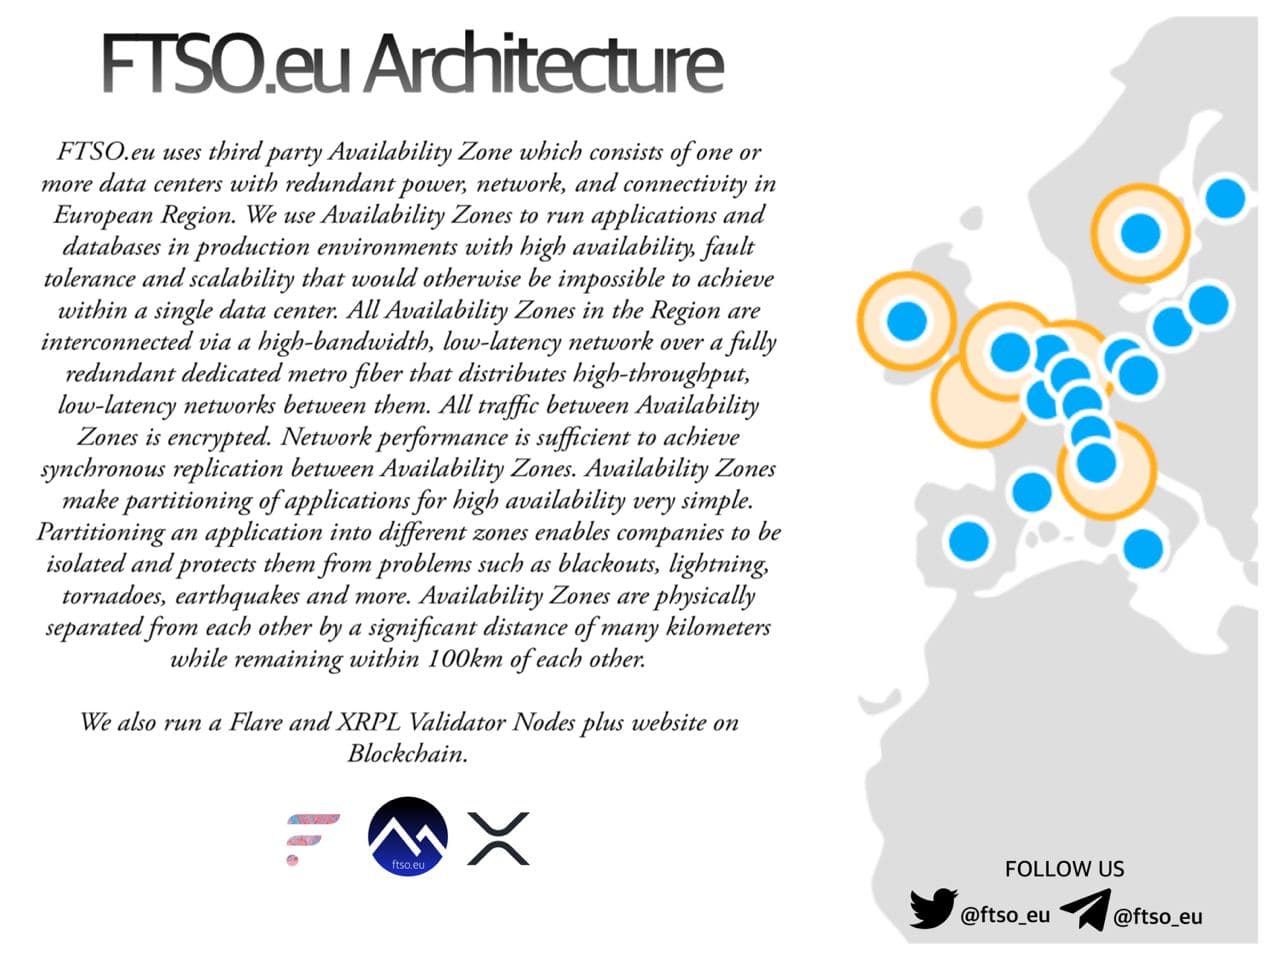 FTSO.eu Architecture
FTSO.eu uses third party Availability Zone which consists of one or
more data centers with redundant power, network, and connectivity in
European Region. We use Availability Zones to run applications and
databases in production environments with high availability, fault
tolerance and scalability that would otherwise be impossible to achieve
within a single data center. All Availability Zones in the Region are
interconnected via a high-bandwidth, low-latency network over a fully
redundant dedicated metro fiber that distributes high-throughput,
low-latency networks between them. All traffic between Availability
Zones is encrypted. Network performance is sufficient to achieve
synchronous replication between Availability Zones. Availability Zones
make partitioning of applications for high availability very simple.
Partitioning an application into different zones enables companies to be
isolated and protects them from problems such as blackouts, lightning,
tornadoes, earthquakes and more. Availability Zones are physically
separated from each other by a significant distance of many kilometers
while remaining within 100km of each other.
We also run a Flare and XRPL Validator Nodes plus website on
Blockchain.
ftso.eu
FOLLOW US
@ftso_eu @ftso_eu